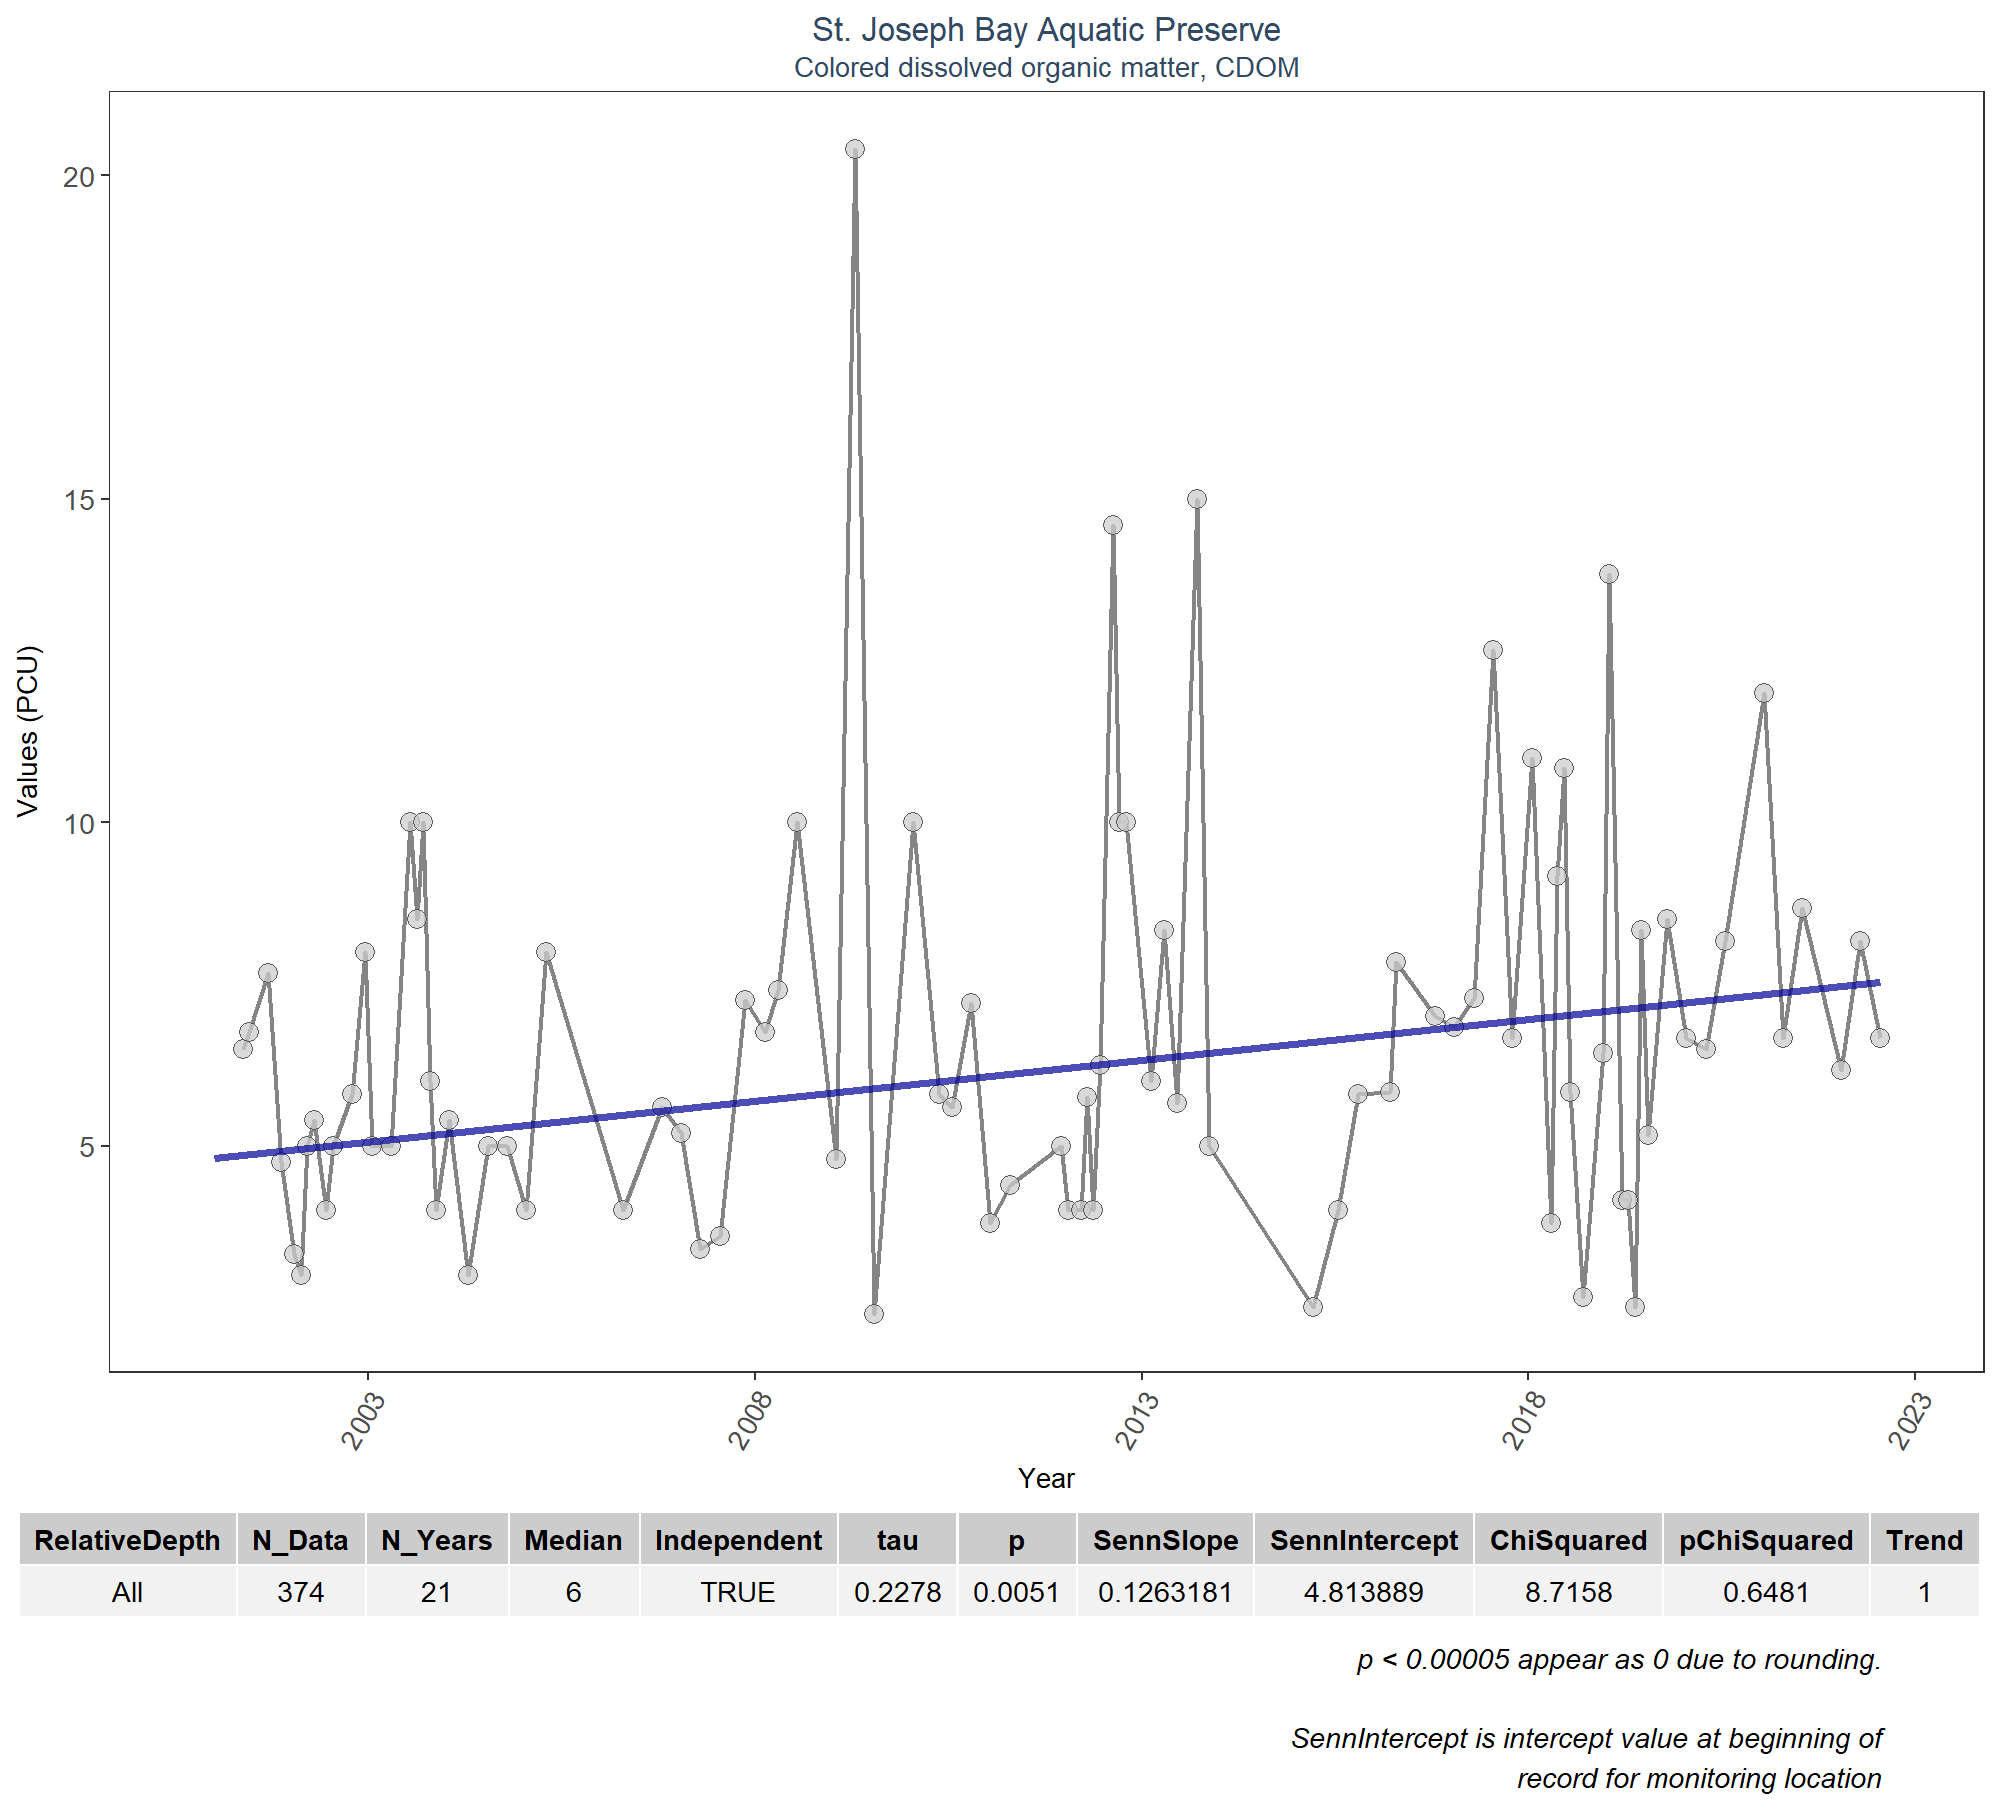 St. Joseph Bay Aquatic Preserve
Colored dissolved organic matter, CDOM
20
15
10
5
Values (PCU)
2003 2008 2013 2018 2023
Year
RelativeDepth N_Data N_Years Median Independent tau p SennSlope SennIntercept ChiSquared pChiSquared Trend
All 374 21 6 TRUE 0.2278 0.0051 0.1263181 4.813889 8.7158 0.6481 1
p < 0.00005 appear as 0 due to rounding.
SennIntercept is intercept value at beginning of
record for monitoring location